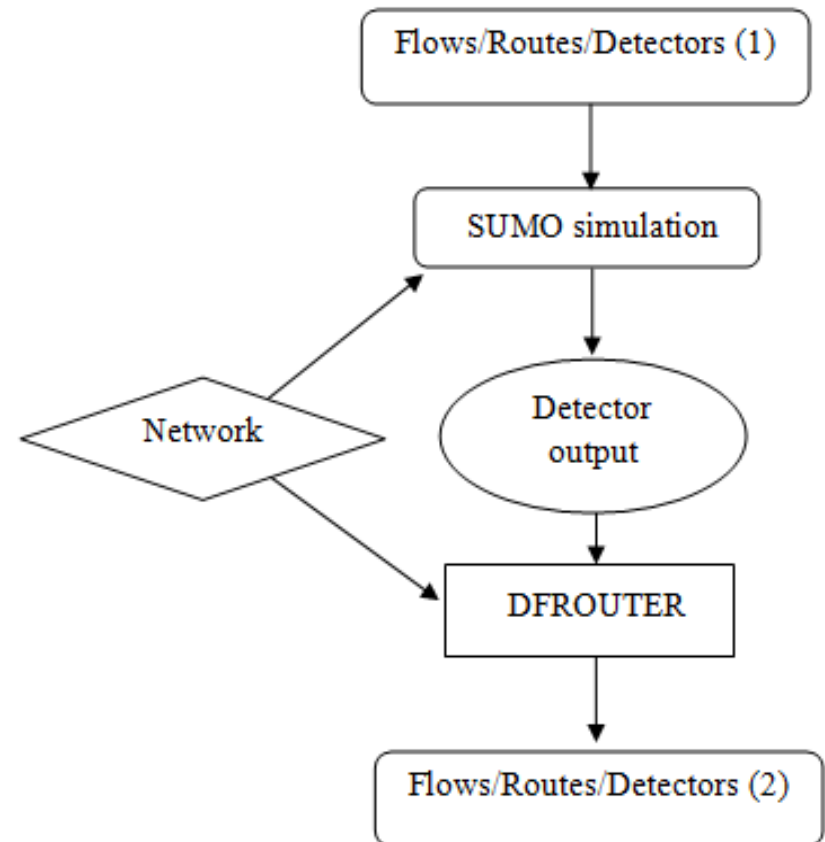 Flows/Routes/Detectors (1)
SUMO simulation
Network
Detector
output
DFROUTER
Flows/Routes/Detectors (2)